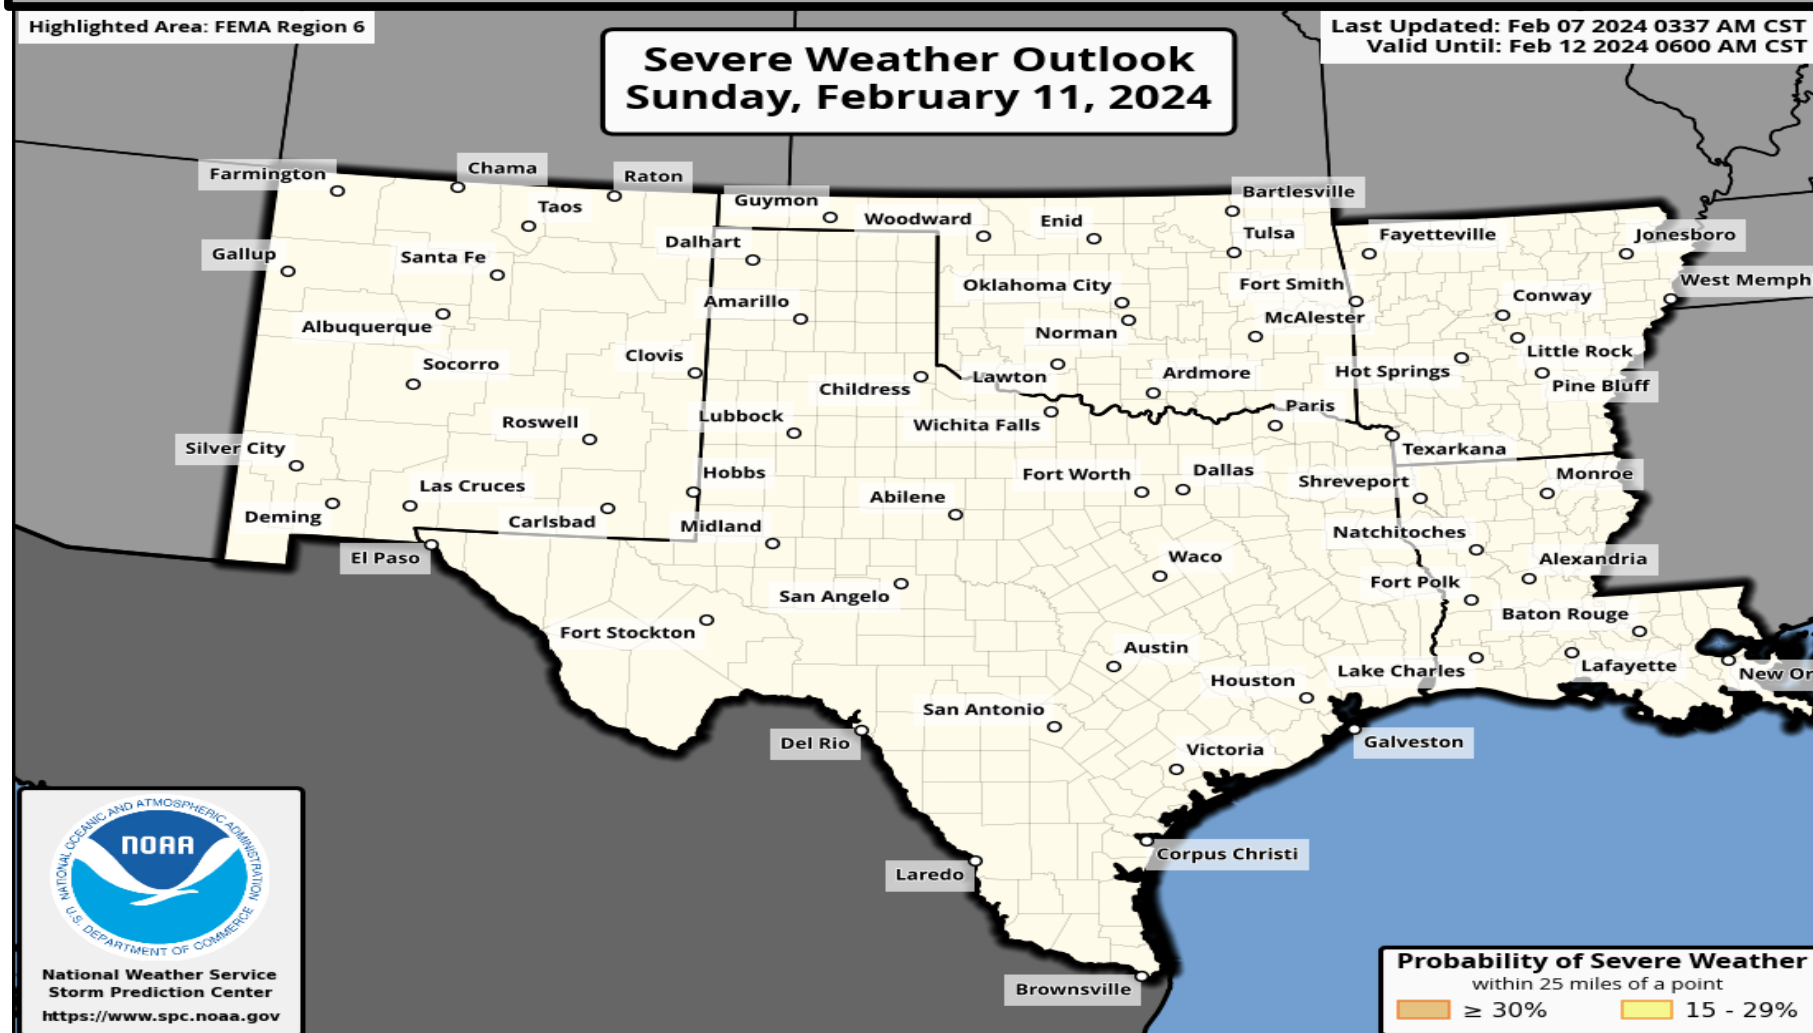 Highlighted Area: FEMA Region 6
Severe Weather Outlook
Sunday, February 11, 2024
Last Updated: Feb 07 2024 0337 AM CST
Valid Until: Feb 12 2024 0600 AM CST
Farmington
Chama
Raton
Taos
Guymon
Woodward
Enid
Bartlesville
Tulsa
Fayetteville
Jonesboro
Gallup
Santa Fe
Dalhart
Oklahoma City
Fort Smith
Conway
West Memph
Albuquerque
Amarillo
Norman
McAlester
Little Rock
Socorro
Clovis
Childress
Lawton
Ardmore
Hot Springs
Pine Bluff
Roswell
Lubbock
Wichita Falls
Paris
Texarkana
Silver City
Hobbs
Fort Worth
Dallas
Shreveport
Monroe
Las Cruces
Abilene
Deming
Carlsbad
Midland
Natchitoches
El Paso
Waco
Alexandria
San Angelo
Fort Polk
Fort Stockton
Baton Rouge
Austin
Lake Charles
Lafayette
New Or
Houston
San Antonio
Del Rio
Victoria
Galveston
Corpus Christi
Laredo
Brownsville
NATIONAL OCEANIC AND ATMOSPHERIC ADMINISTRATION
NOAA
U.S. DEPARTMENT OF COMMERCE
National Weather Service
Storm Prediction Center
https://www.spc.noaa.gov
Probability of Severe Weather
within 25 miles of a point
≥ 30% 15 - 29%